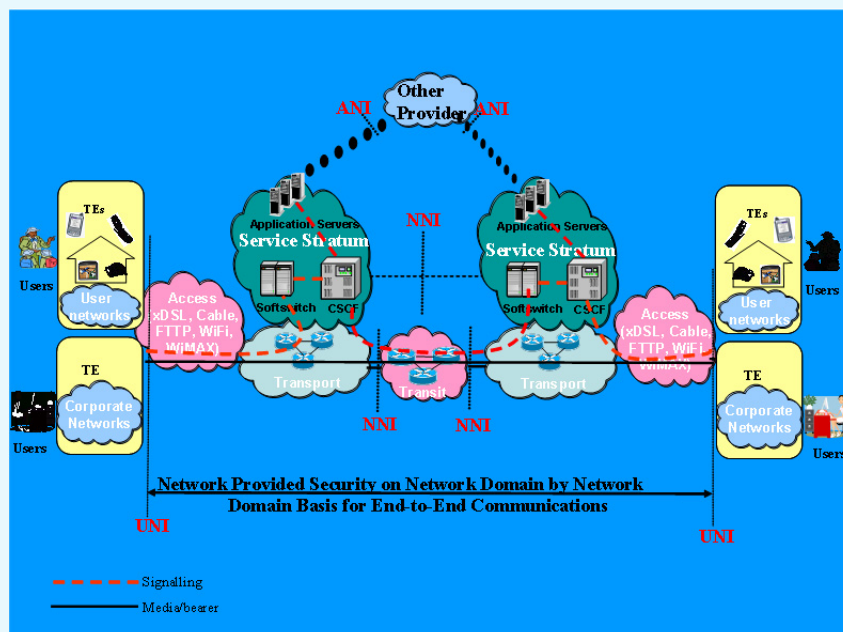 Other
Provider
ANI
ANI
TEs
Users
User
networks
Access
(xDSL, Cable,
FTTP, WiFi,
WiMAX)
TE
Corporate
Networks
Users
Application Servers
Service Stratum
Softswitch
CSCF
Transport
NNI
NNI
NNI
Transit
Application Servers
Service Stratum
Softswitch
CSCF
Transport
Access
(xDSL, Cable,
FTTP, WiFi,
WiMAX)
TEs
Users
User
networks
TE
Corporate
Networks
Users
Network Provided Security on Network Domain by Network
Domain Basis for End-to-End Communications
UNI
UNI
Signalling
Media/bearer